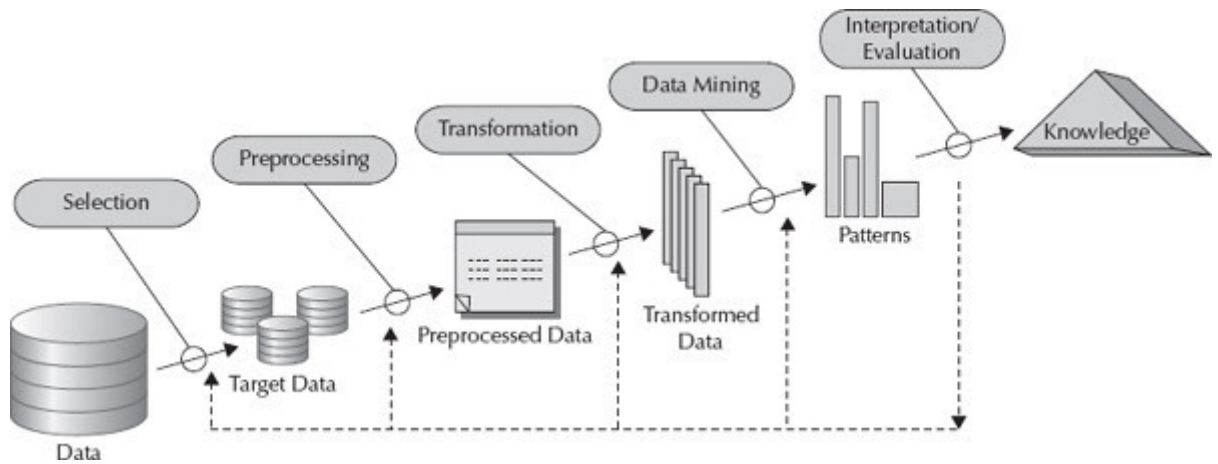 Interpretation/
Evaluation
Data Mining
Transformation
Preprocessing
Selection
Knowledge
Patterns
Transformed
Data
Preprocessed Data
Target Data
Data